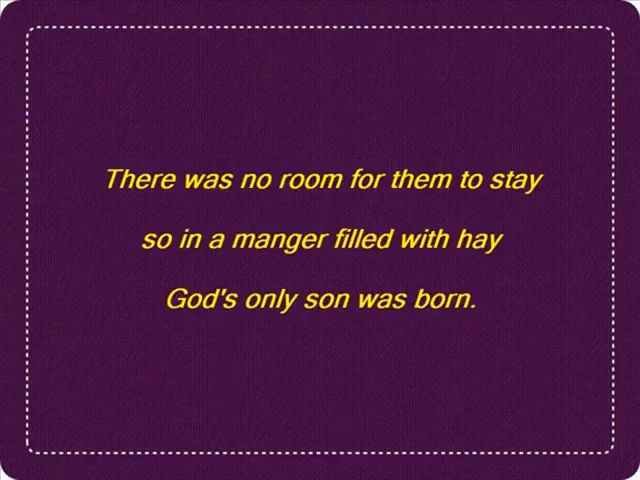 There was no room for them to stay
so in a manger filled with hay
God's only son was born.